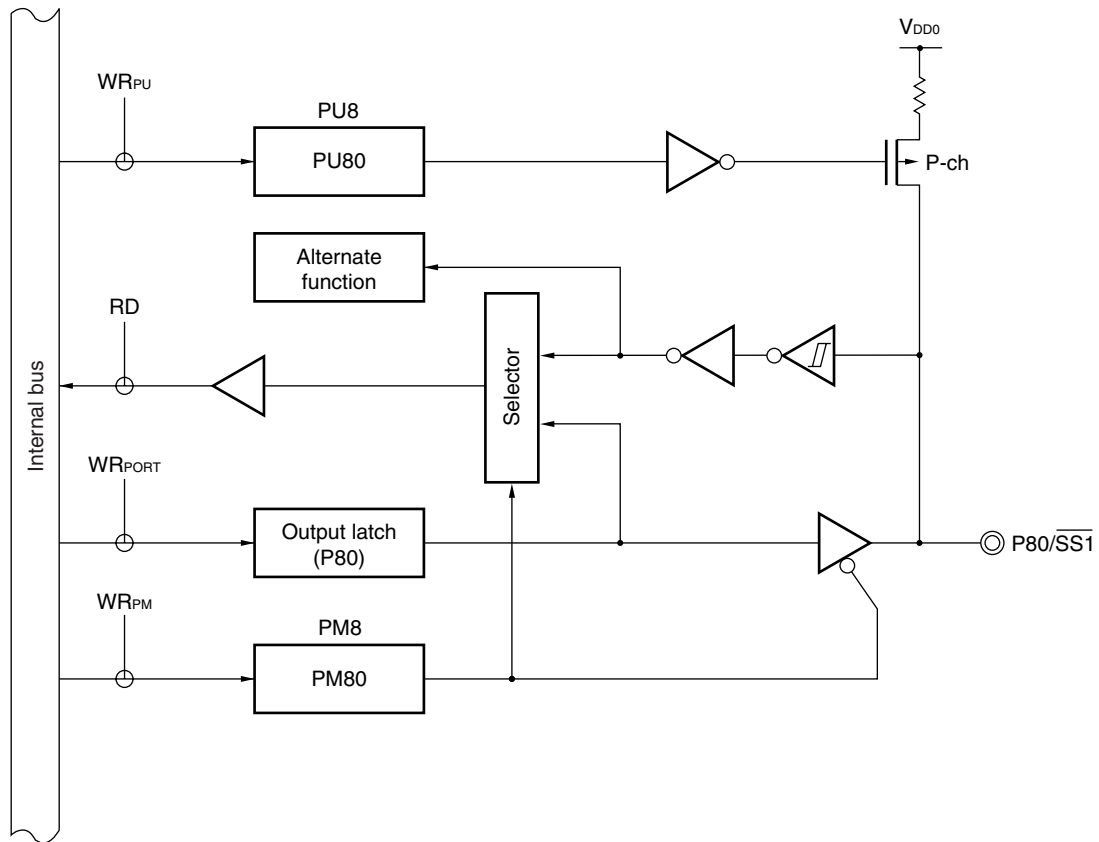 VDD0
WRPU
PU8
PU80
P-ch
Alternate
function
RD
Selector
Internal bus
WRPORT
Output latch
(P80)
P80/SS1
WRPM
PM8
PM80